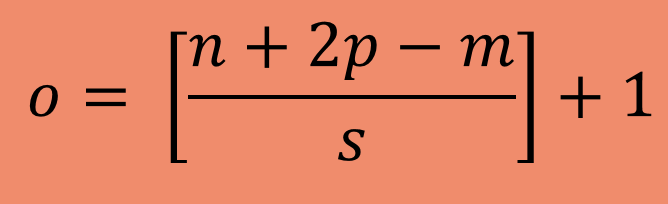 o = [n + 2p − m / s] + 1